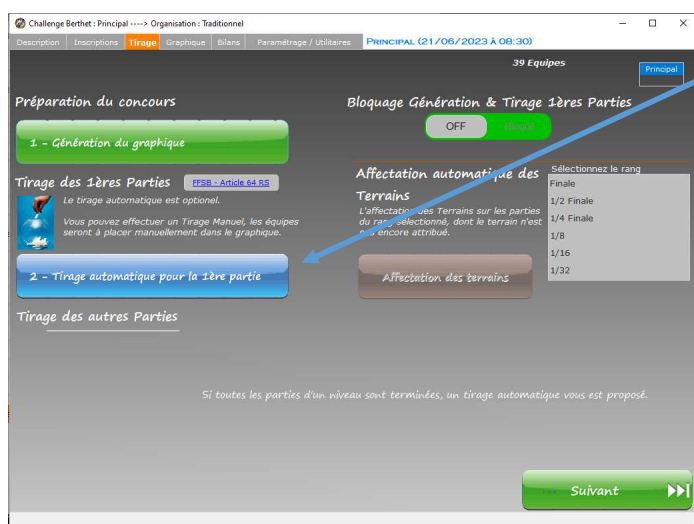 Challenge Berthet : Principal ----> Organisation : Traditionnel
Description Inscriptions Tirage Graphique Bilans Paramétrage / Utilitaires PRINCIPAL (21/06/2023 À 08:30)
39 Equipes
Principal
Préparation du concours
Bloquage Génération & Tirage 1ères Parties
OFF Bloqué
1 - Génération du graphique
Tirage des 1ères Parties FFSB - Article 64 RS
Le tirage automatique est optionel.
Vous pouvez effectuer un Tirage Manuel, les équipes
seront à placer manuellement dans le graphique.
Affectation automatique des
Terrains
L'affectation des Terrains sur les parties
du rang sélectionné, dont le terrain n'est
pas encore attribué.
Sélectionnez le rang
Finale
1/2 Finale
1/4 Finale
1/8
1/16
1/32
2 - Tirage automatique pour la 1ère partie
Affectation des terrains
Tirage des autres Parties
Si toutes les parties d'un niveau sont terminées, un tirage automatique vous est proposé.
Suivant